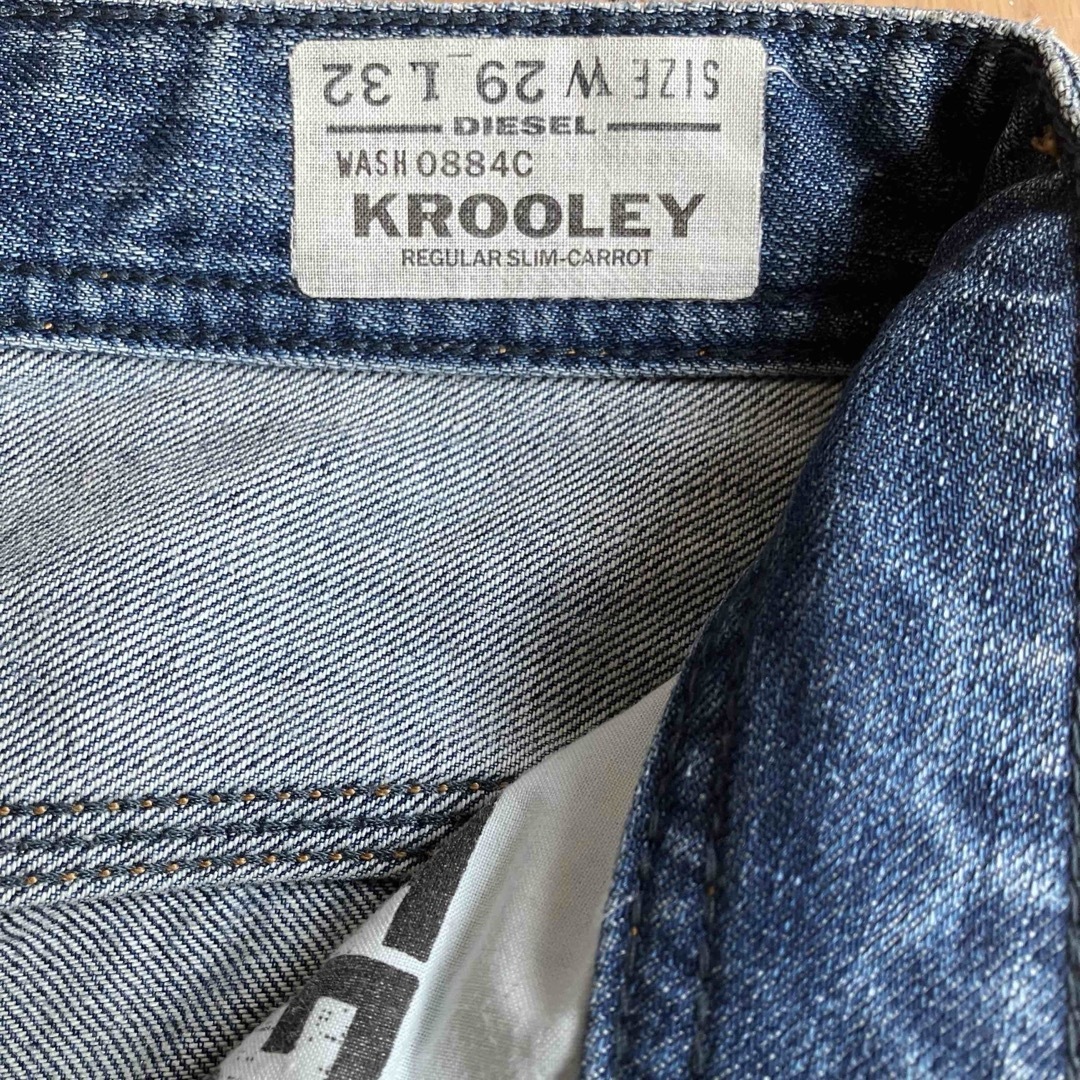 SIZE W 29 L 32
DIESEL
WASH 0884C
KROOLEY
REGULAR SLIM-CARROT